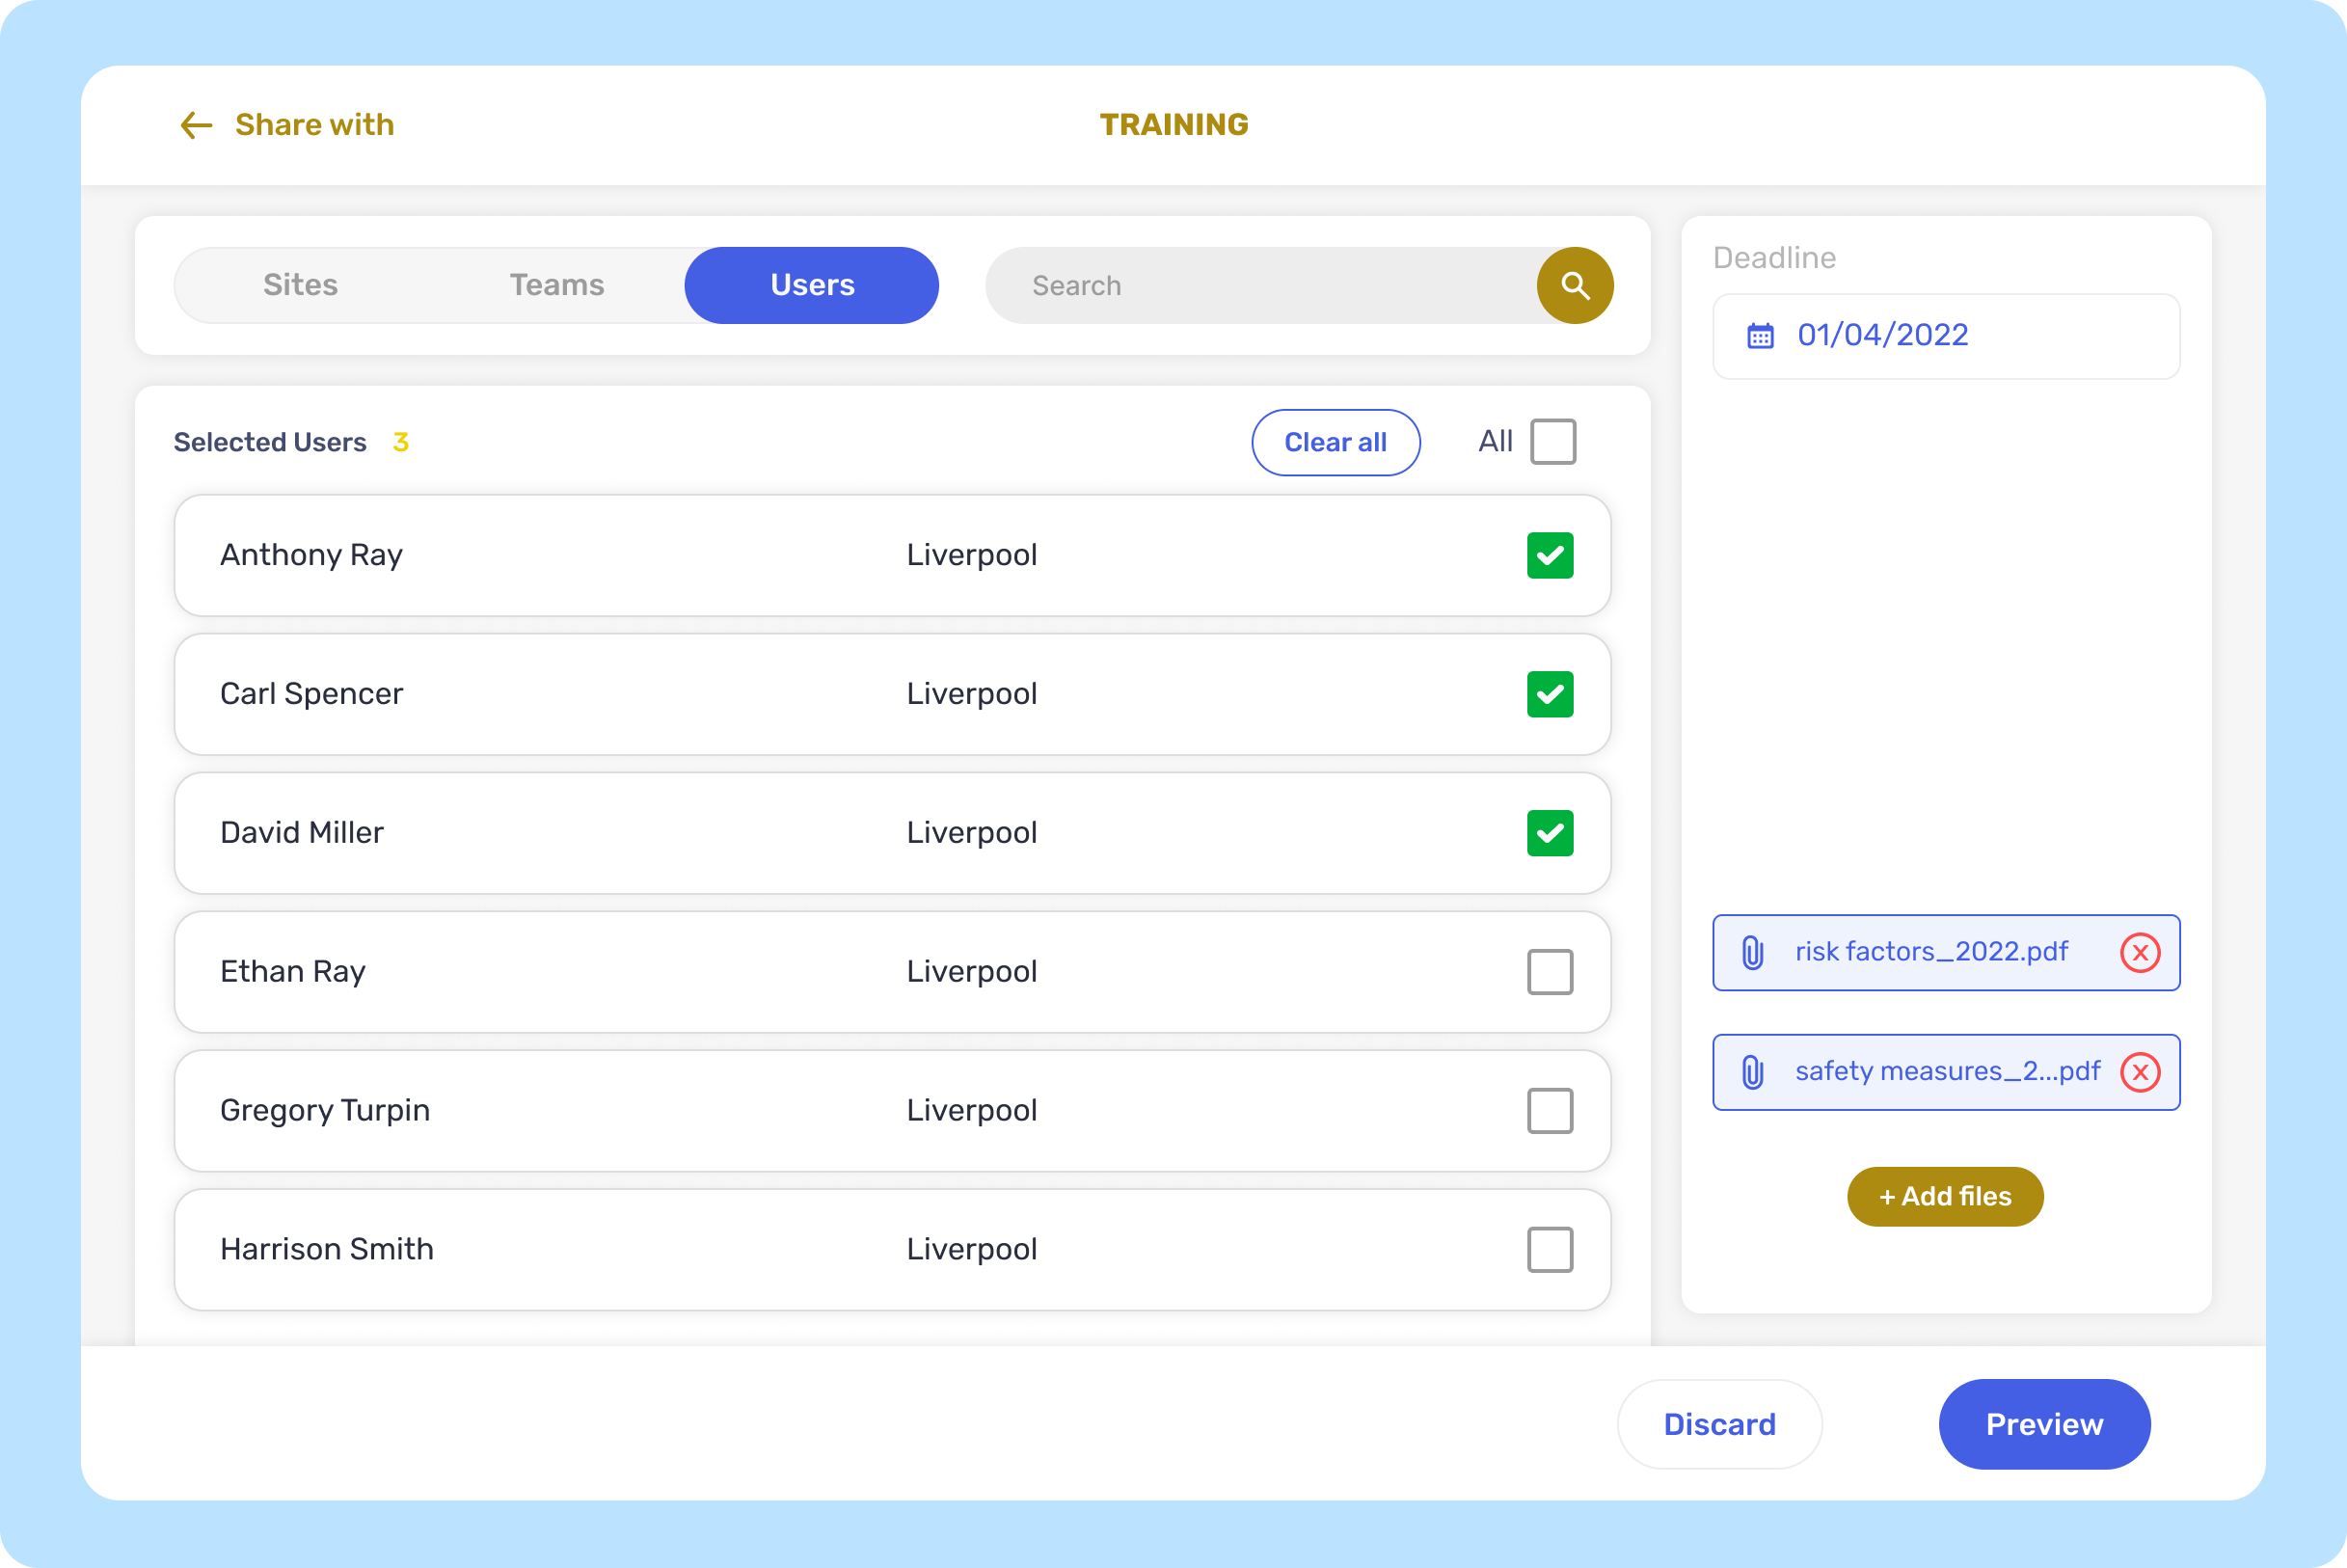 Share with
TRAINING
Sites
Teams
Users
Search
Selected Users 3
Clear all
All
Anthony Ray Liverpool
Carl Spencer Liverpool
David Miller Liverpool
Ethan Ray Liverpool
Gregory Turpin Liverpool
Harrison Smith Liverpool
Deadline
01/04/2022
risk factors_2022.pdf
safety measures_2...pdf
+ Add files
Discard
Preview